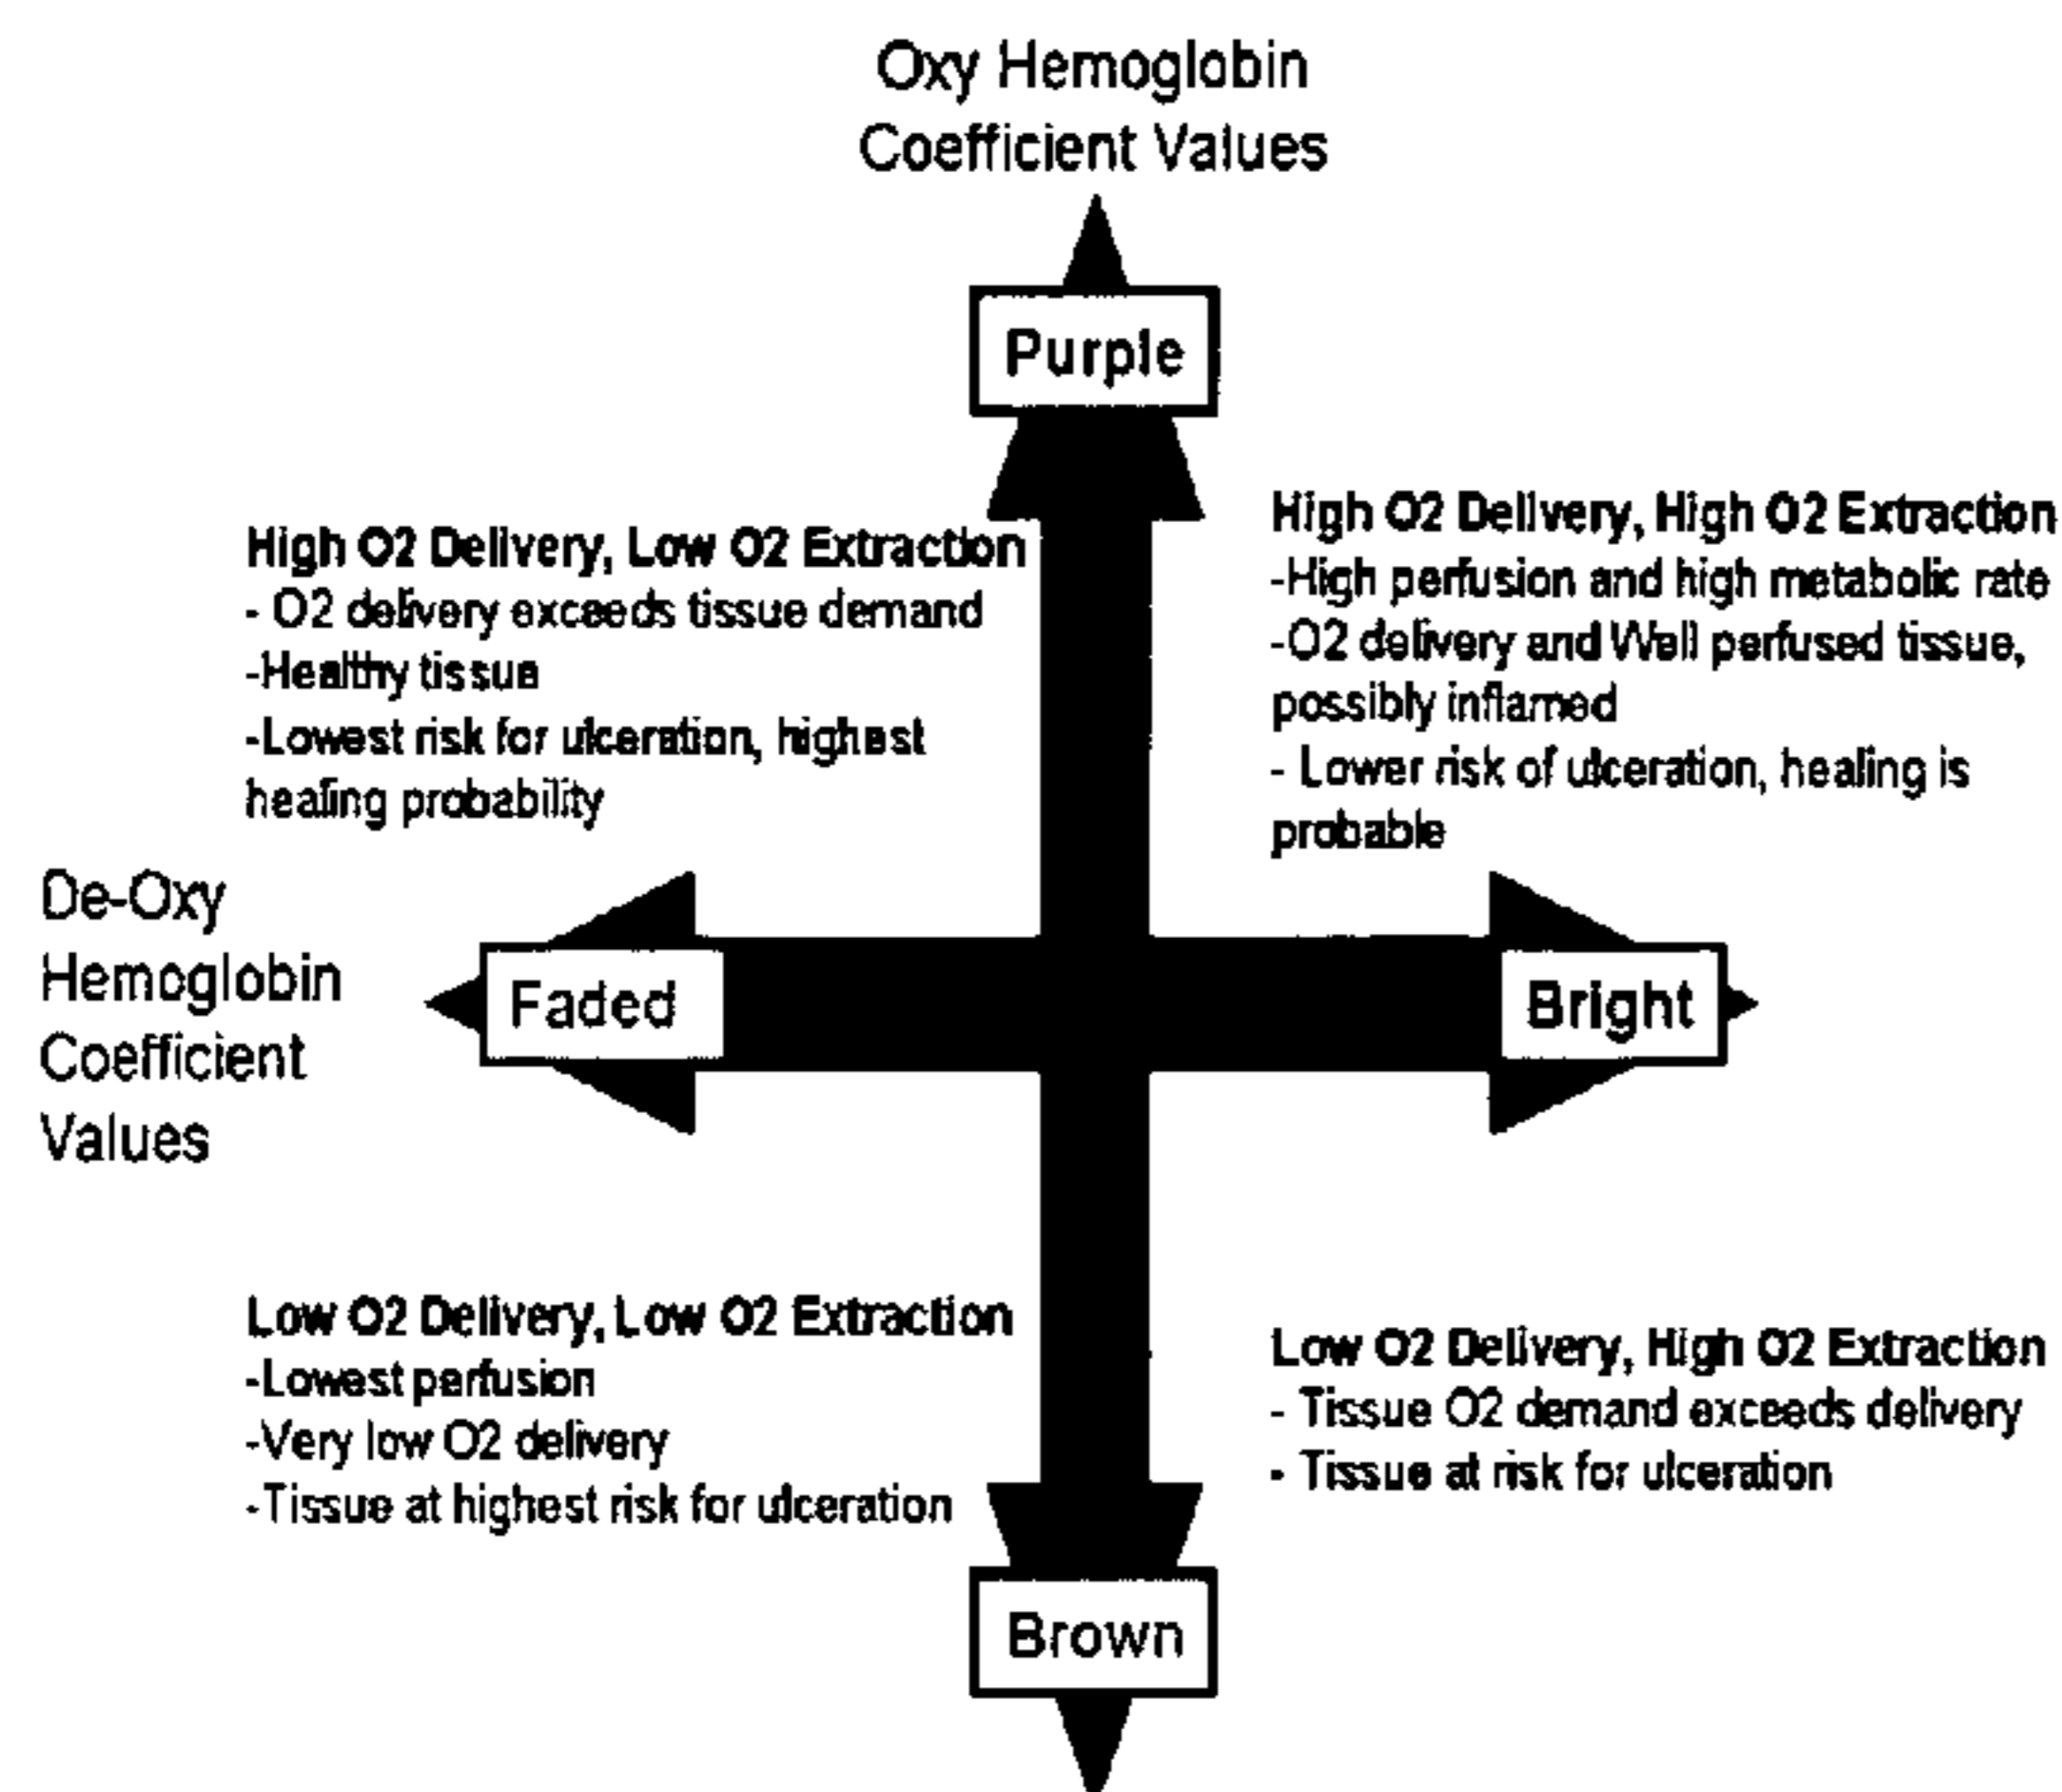 Oxy Hemoglobin
Coefficient Values
Purple
High O2 Delivery, Low O2 Extraction
- O2 delivery exceeds tissue demand
-Healthy tissue
-Lowest risk for ulceration, highest
healing probability
High O2 Delivery, High O2 Extraction
-High perfusion and high metabolic rate
-O2 delivery and Well perfused tissue,
possibly inflamed
- Lower risk of ulceration, healing is
probable
De-Oxy
Hemoglobin
Coefficient
Values
Faded
Bright
Low O2 Delivery, Low O2 Extraction
-Lowest perfusion
-Very low O2 delivery
-Tissue at highest risk for ulceration
Low O2 Delivery, High O2 Extraction
- Tissue O2 demand exceeds delivery
- Tissue at risk for ulceration
Brown